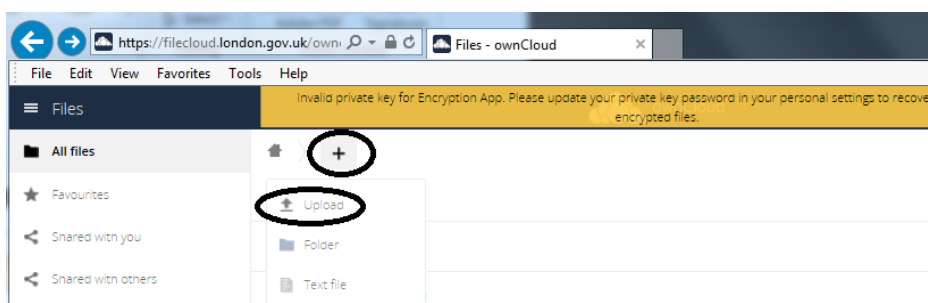 https://filecloud.london.gov.uk/own
Files - ownCloud
File Edit View Favorites Tools Help
Files
Invalid private key for Encryption App. Please update your private key password in your personal settings to recove
encrypted files.
ownCloud
All files
+
Upload
Favourites
Shared with you
Folder
Shared with others
Text file